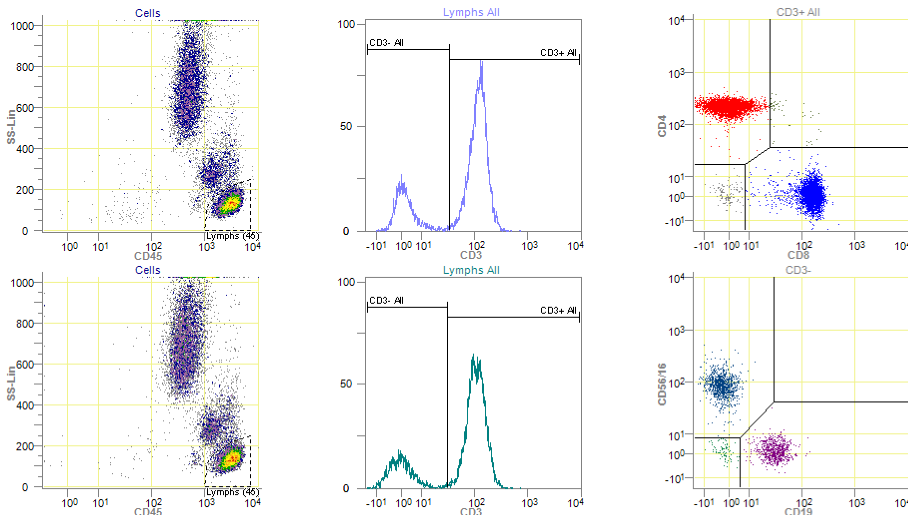 Cells
1000
800
600
400
200
0
SS-Lin
Lymphs (45)
10⁰ 10¹ 10² 10³ 10⁴
CD45
Lymphs All
100
50
0
CD3- All
CD3+ All
-10¹ 10⁰ 10¹ 10² 10³ 10⁴
CD3
CD3+ All
10⁴
10³
10²
10¹
10⁰
-10¹
CD4
-10¹ 10⁰ 10¹ 10² 10³ 10⁴
CD8
Cells
1000
800
600
400
200
0
SS-Lin
Lymphs (45)
10⁰ 10¹ 10² 10³ 10⁴
CD45
Lymphs All
100
50
0
CD3- All
CD3+ All
-10¹ 10⁰ 10¹ 10² 10³ 10⁴
CD3
CD3-
10⁴
10³
10²
10¹
10⁰
-10¹
CD56/16
-10¹ 10⁰ 10¹ 10² 10³ 10⁴
CD19